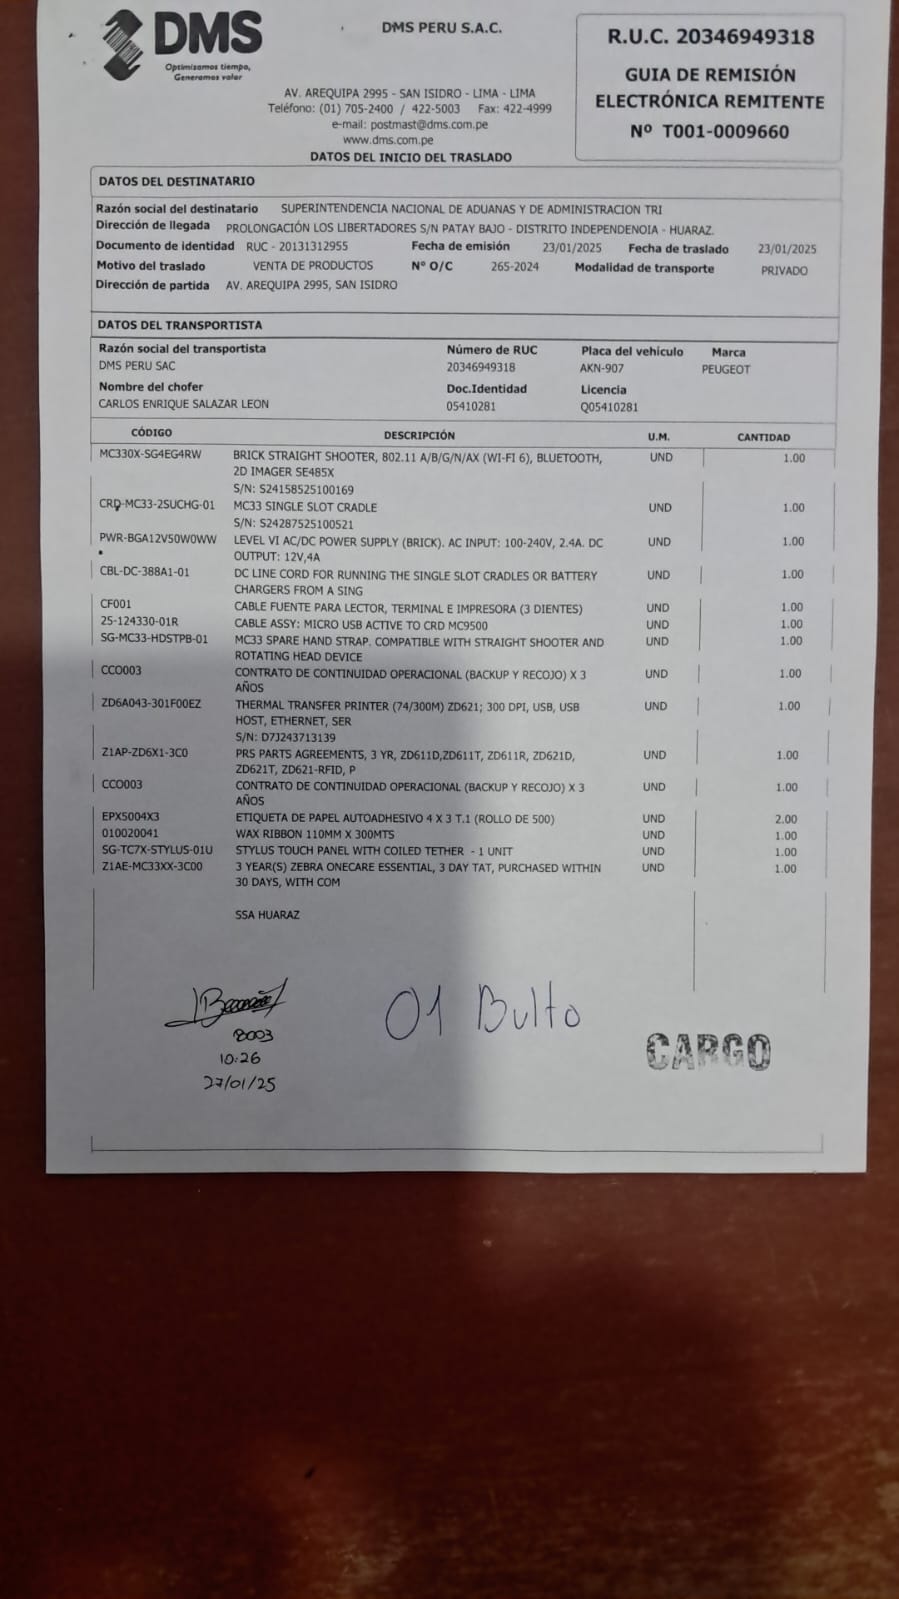 DMS
Optimizamos tiempo,
Generamos valor
DMS PERU S.A.C.
AV. AREQUIPA 2995 - SAN ISIDRO - LIMA - LIMA
Teléfono: (01) 705-2400 / 422-5003 Fax: 422-4999
e-mail: postmast@dms.com.pe
www.dms.com.pe
DATOS DEL INICIO DEL TRASLADO
R.U.C. 20346949318
GUIA DE REMISIÓN
ELECTRÓNICA REMITENTE
Nº T001-0009660
DATOS DEL DESTINATARIO
Razón social del destinatario SUPERINTENDENCIA NACIONAL DE ADUANAS Y DE ADMINISTRACION TRI
Dirección de llegada PROLONGACIÓN LOS LIBERTADORES S/N PATAY BAJO - DISTRITO INDEPENDENOIA - HUARAZ.
Documento de identidad RUC - 20131312955 Fecha de emisión 23/01/2025 Fecha de traslado 23/01/2025
Motivo del traslado VENTA DE PRODUCTOS Nº O/C 265-2024 Modalidad de transporte PRIVADO
Dirección de partida AV. AREQUIPA 2995, SAN ISIDRO
DATOS DEL TRANSPORTISTA
Razón social del transportista Número de RUC Placa del vehiculo Marca
DMS PERU SAC 20346949318 AKN-907 PEUGEOT
Nombre del chofer Doc.Identidad Licencia
CARLOS ENRIQUE SALAZAR LEON 05410281 Q05410281
CÓDIGO DESCRIPCIÓN U.M. CANTIDAD
MC330X-SG4EG4RW BRICK STRAIGHT SHOOTER, 802.11 A/B/G/N/AX (WI-FI 6), BLUETOOTH, UND 1.00
2D IMAGER SE485X
S/N: S24158525100169
CRD-MC33-2SUCHG-01 MC33 SINGLE SLOT CRADLE UND 1.00
S/N: S24287525100521
PWR-BGA12V50W0WW LEVEL VI AC/DC POWER SUPPLY (BRICK). AC INPUT: 100-240V, 2.4A. DC UND 1.00
OUTPUT: 12V,4A
CBL-DC-388A1-01 DC LINE CORD FOR RUNNING THE SINGLE SLOT CRADLES OR BATTERY UND 1.00
CHARGERS FROM A SING
CF001 CABLE FUENTE PARA LECTOR, TERMINAL E IMPRESORA (3 DIENTES) UND 1.00
25-124330-01R CABLE ASSY: MICRO USB ACTIVE TO CRD MC9500 UND 1.00
SG-MC33-HDSTPB-01 MC33 SPARE HAND STRAP. COMPATIBLE WITH STRAIGHT SHOOTER AND UND 1.00
ROTATING HEAD DEVICE
CCO003 CONTRATO DE CONTINUIDAD OPERACIONAL (BACKUP Y RECOJO) X 3 UND 1.00
AÑOS
ZD6A043-301F00EZ THERMAL TRANSFER PRINTER (74/300M) ZD621; 300 DPI, USB, USB UND 1.00
HOST, ETHERNET, SER
S/N: D7J243713139
Z1AP-ZD6X1-3C0 PRS PARTS AGREEMENTS, 3 YR, ZD611D,ZD611T, ZD611R, ZD621D, UND 1.00
ZD621T, ZD621-RFID, P
CCO003 CONTRATO DE CONTINUIDAD OPERACIONAL (BACKUP Y RECOJO) X 3 UND 1.00
AÑOS
EPX5004X3 ETIQUETA DE PAPEL AUTOADHESIVO 4 X 3 T.1 (ROLLO DE 500) UND 2.00
010020041 WAX RIBBON 110MM X 300MTS UND 1.00
SG-TC7X-STYLUS-01U STYLUS TOUCH PANEL WITH COILED TETHER - 1 UNIT UND 1.00
Z1AE-MC33XX-3C00 3 YEAR(S) ZEBRA ONECARE ESSENTIAL, 3 DAY TAT, PURCHASED WITHIN UND 1.00
30 DAYS, WITH COM
SSA HUARAZ
01 Bulto
8003
10:26
27/01/25
CARGO